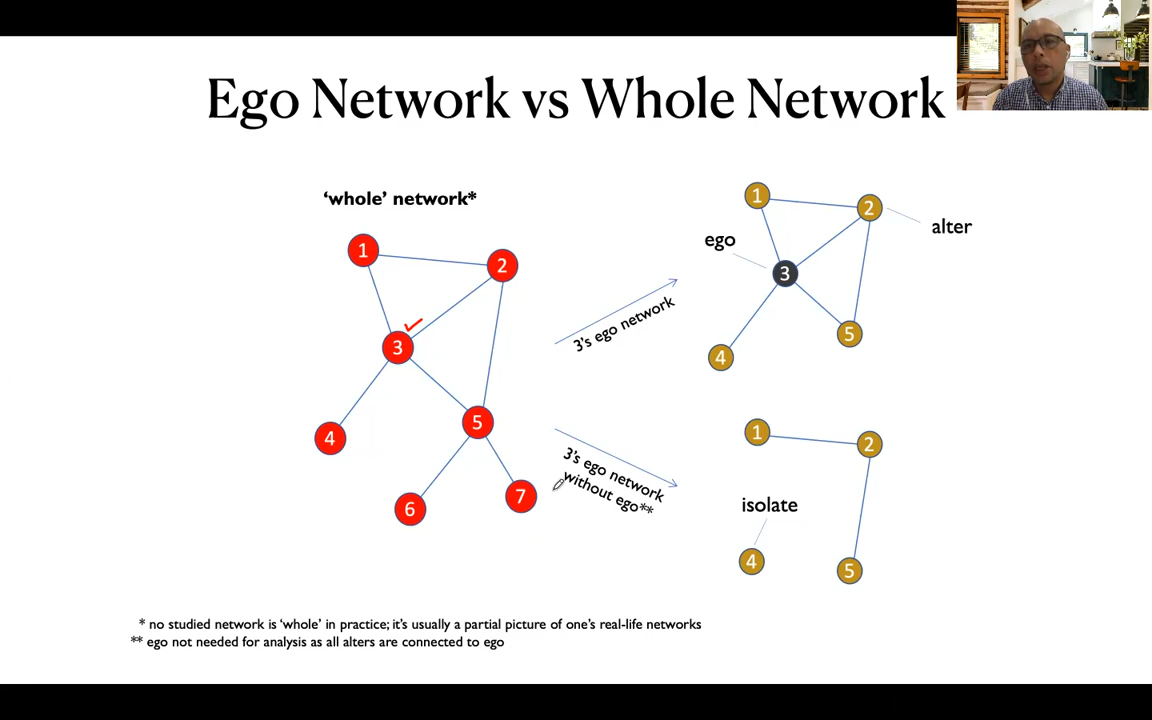 Ego Network vs Whole Network
‘whole’ network*
1
2
3
4
5
6
7
3’s ego network
3’s ego network
without ego**
1
2
alter
ego
3
5
4
1
2
isolate
4
5
* no studied network is ‘whole’ in practice; it’s usually a partial picture of one’s real-life networks
** ego not needed for analysis as all alters are connected to ego